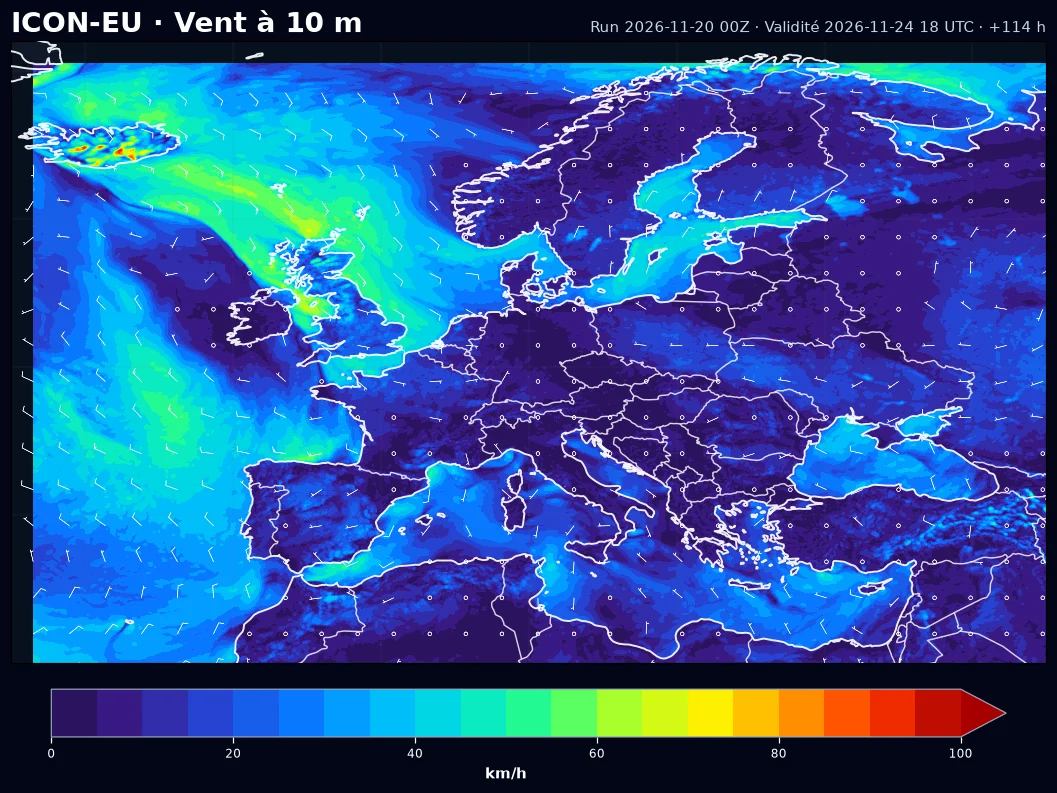 ICON-EU · Vent à 10 m
Run 2026-11-20 00Z · Validité 2026-11-24 18 UTC · +114 h
0 20 40 60 80 100
km/h